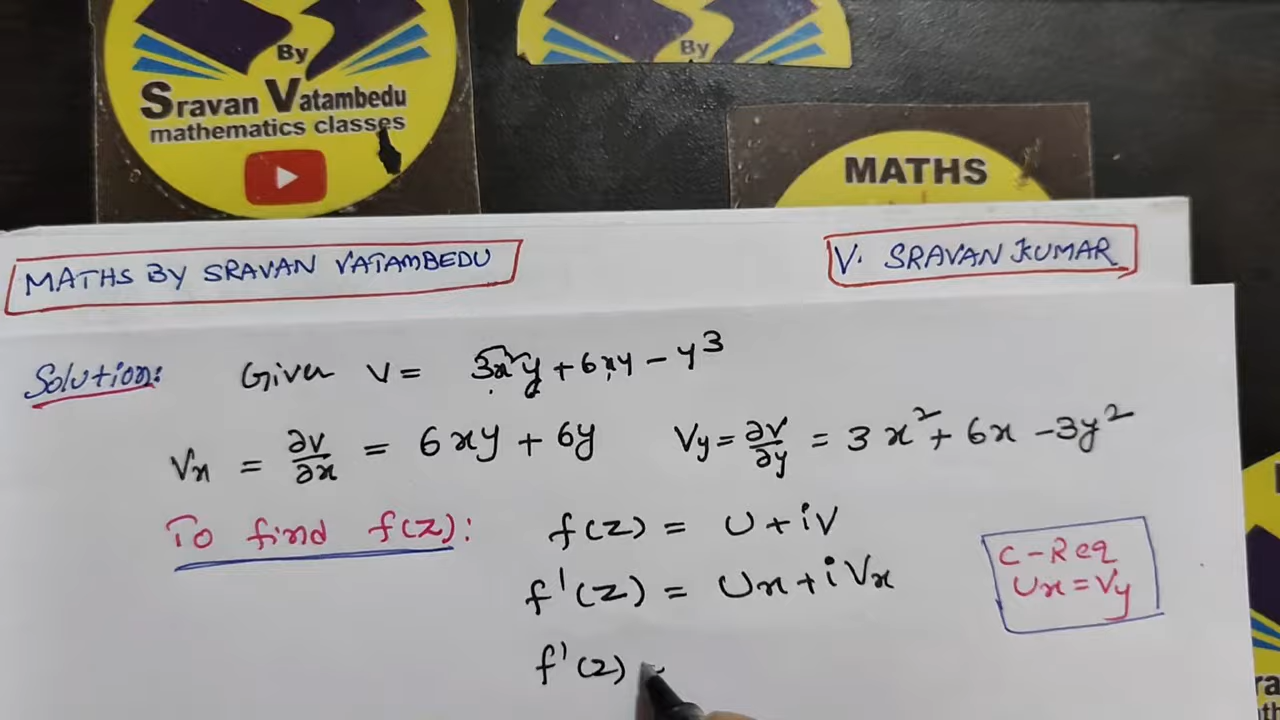 By
Sravan Vatambedu
mathematics classes
By
MATHS
MATHS BY SRAVAN VATAMBEDU
V. SRAVAN KUMAR
Solution: Given V = 3x²y + 6xy - y³
Vx = ∂v/∂x = 6xy + 6y Vy = ∂v/∂y = 3x² + 6x - 3y²
To find f(z): f(z) = U + iV
f'(z) = Ux + iVx
C-R eq
Ux = Vy
f'(z)